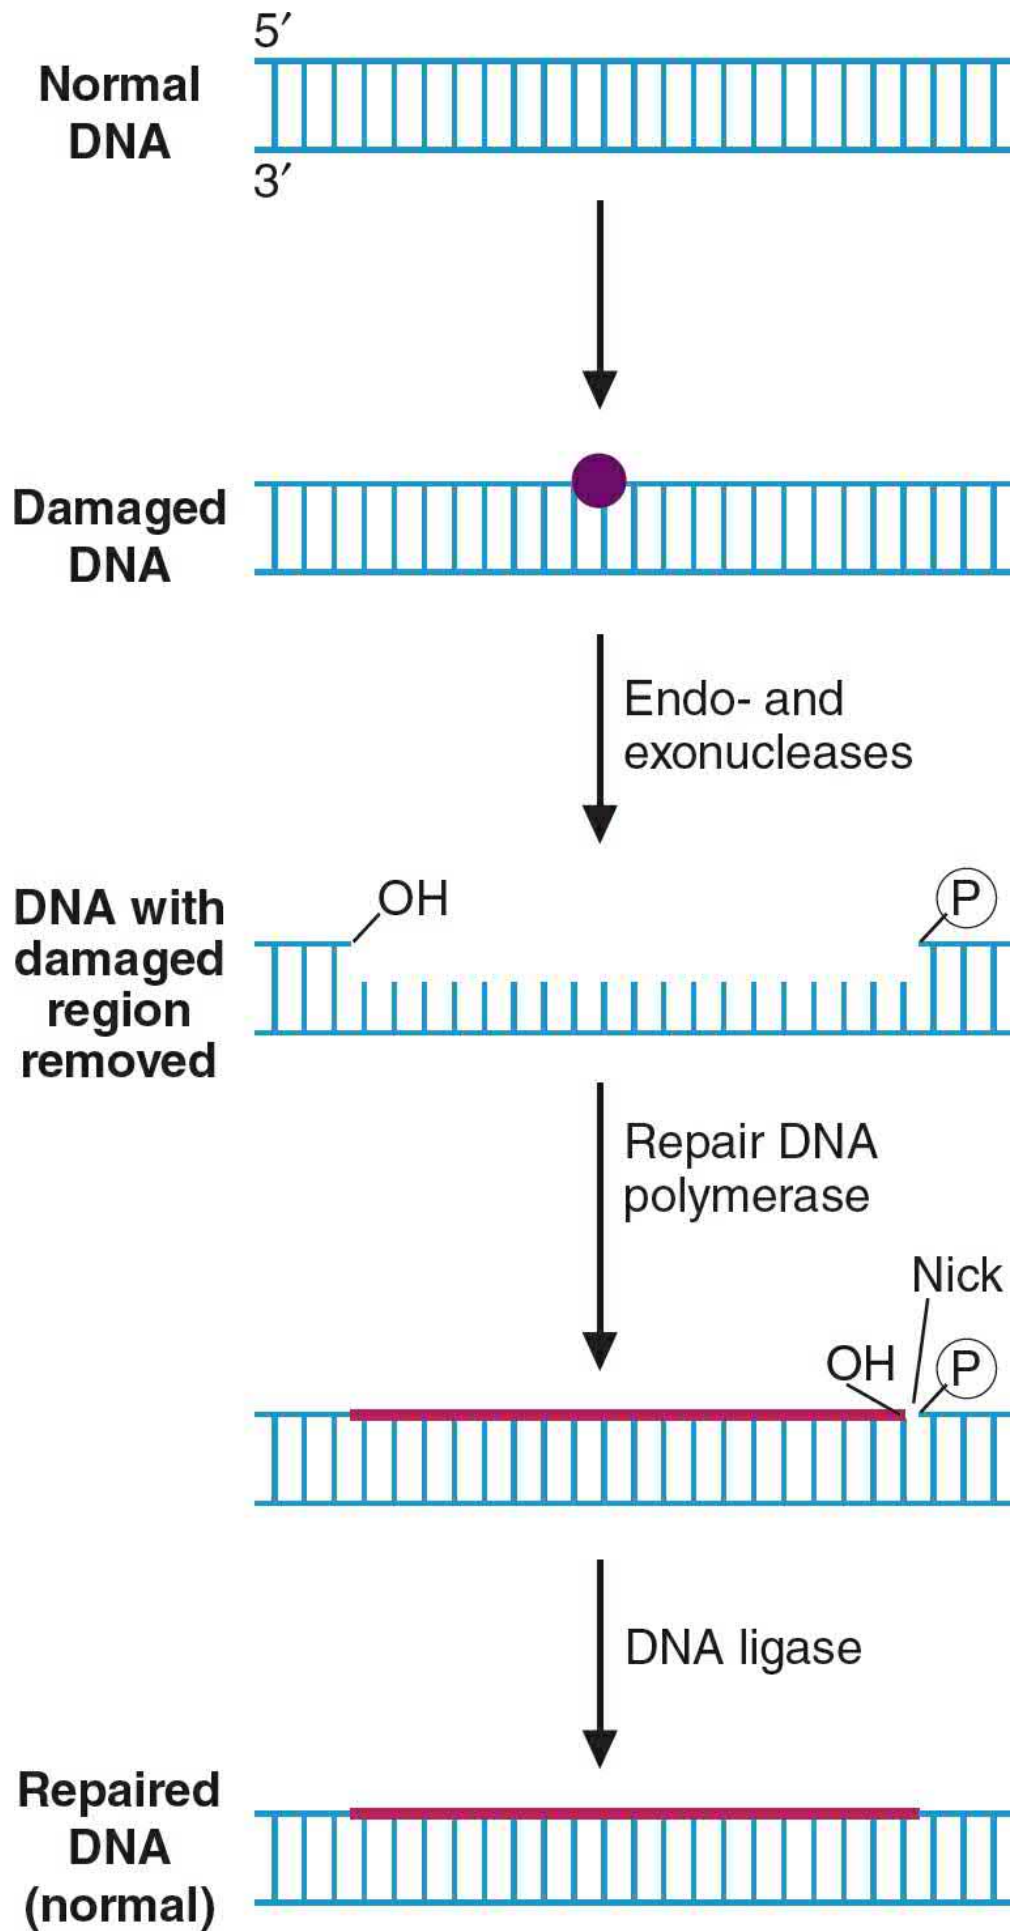 5′
Normal
DNA
3′
Damaged
DNA
Endo- and
exonucleases
OH
P
DNA with
damaged
region
removed
Repair DNA
polymerase
Nick
OH
P
DNA ligase
Repaired
DNA
(normal)